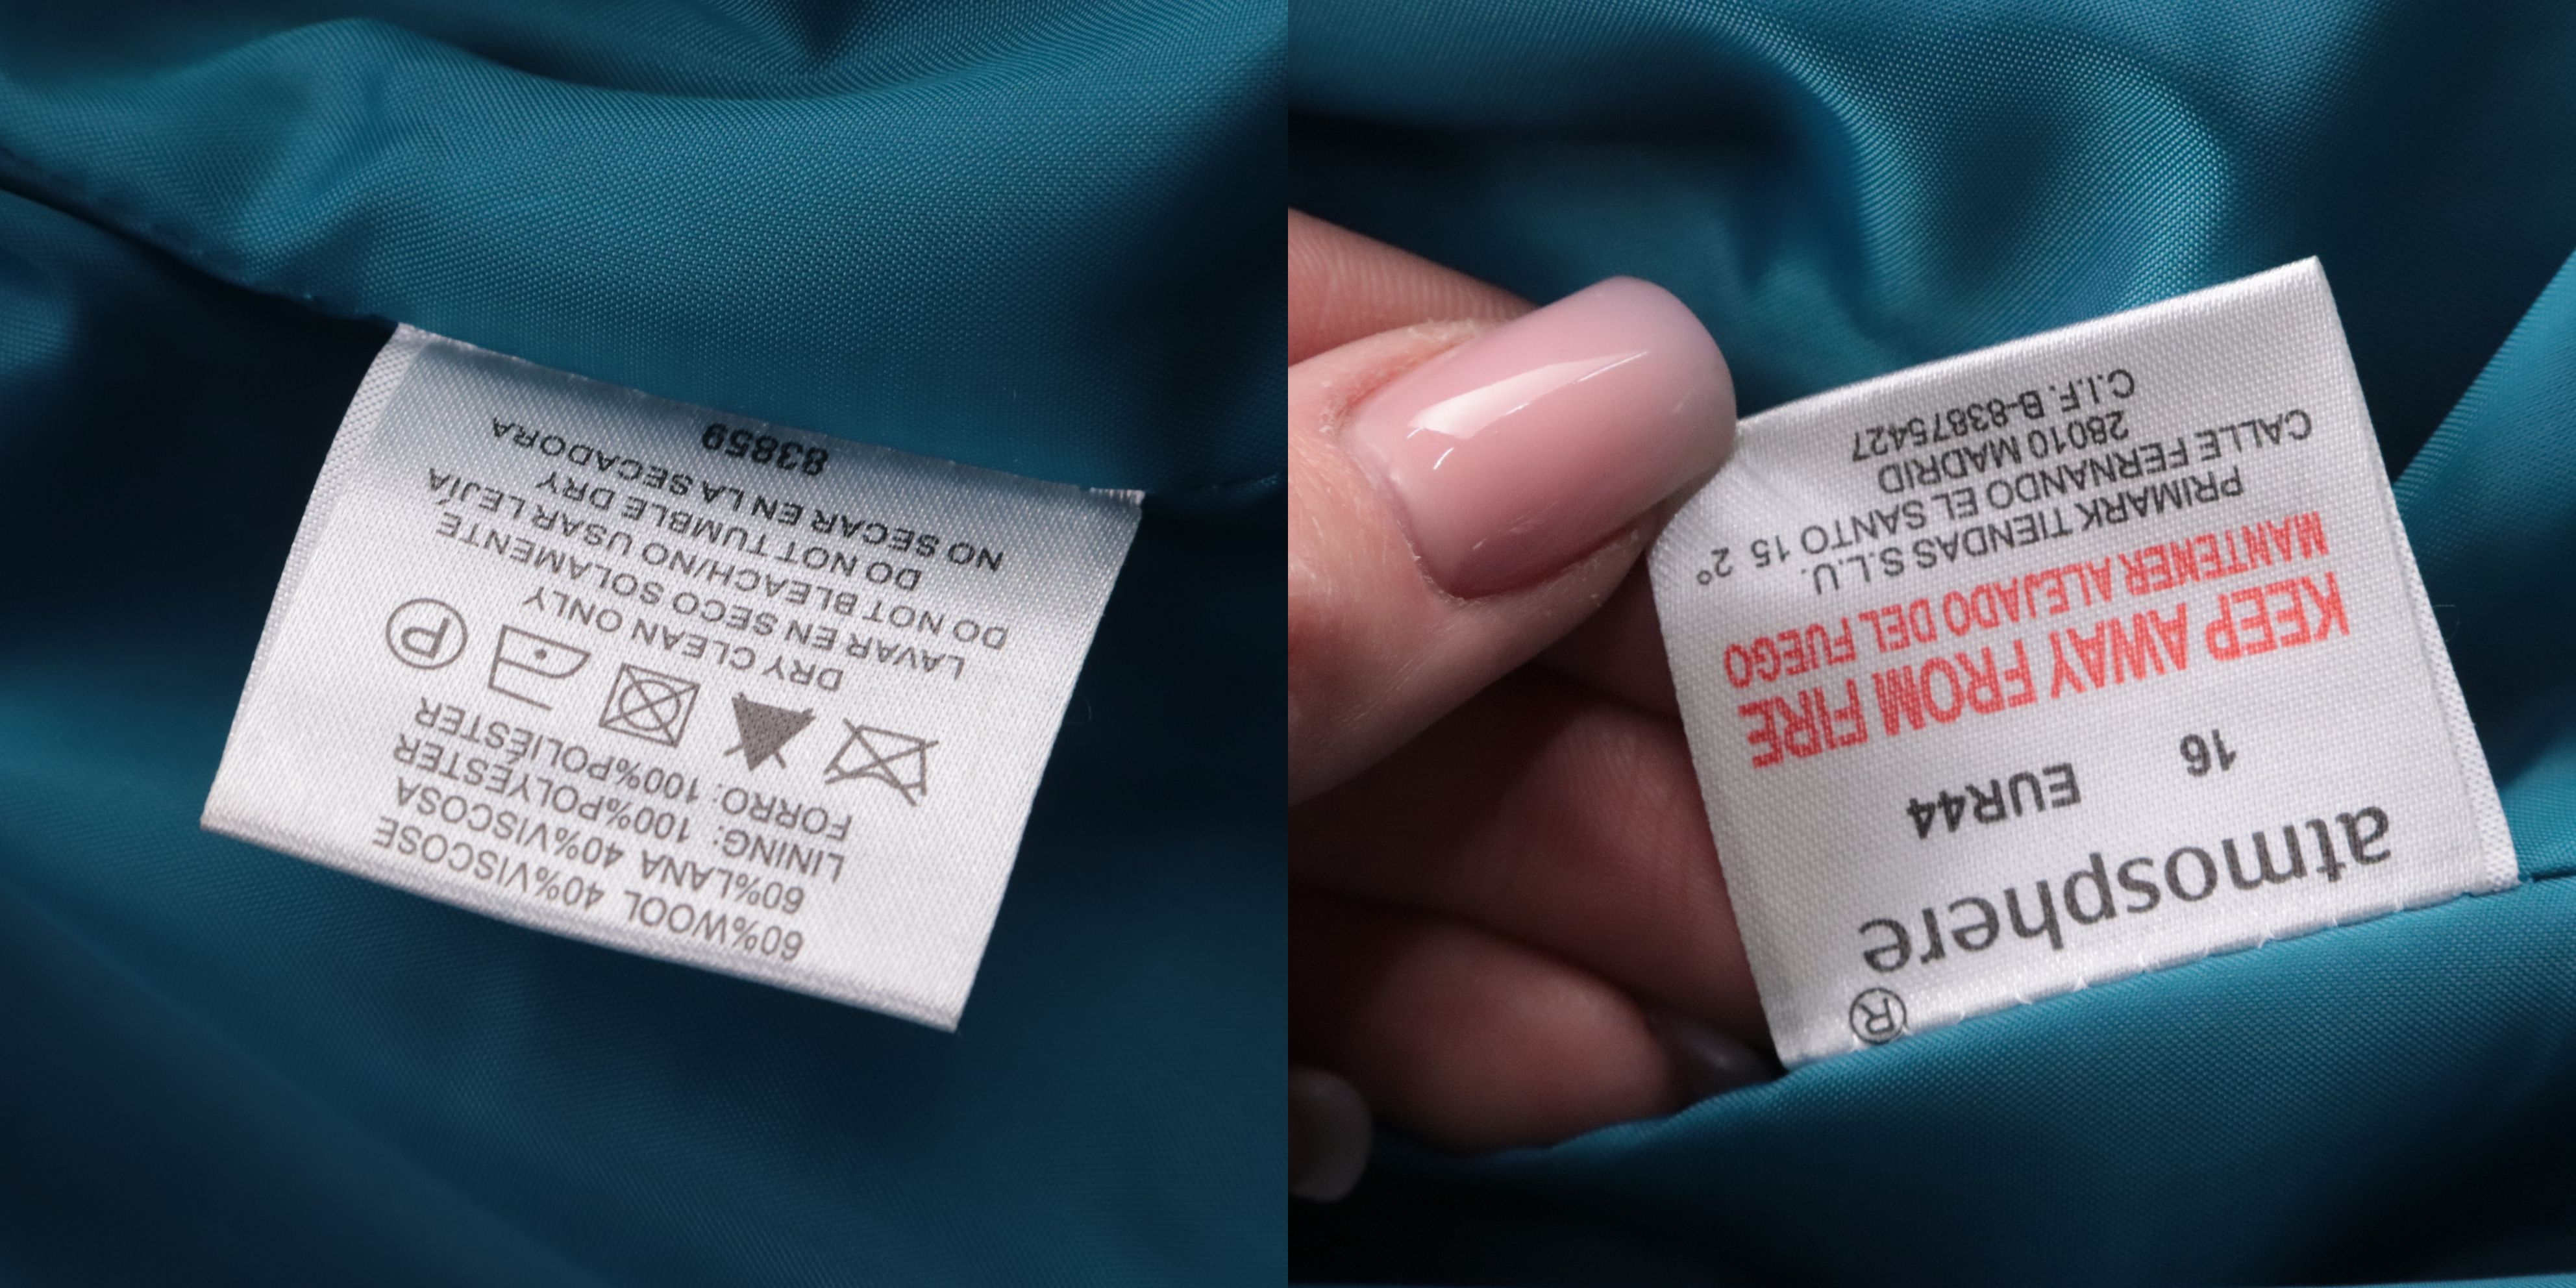 60%WOOL 40%VISCOSE
60%LANA 40%VISCOSA
LINING: 100%POLYESTER
FORRO: 100%POLIÉSTER
P
DRY CLEAN ONLY
LAVAR EN SECO SOLAMENTE
DO NOT BLEACH/NO USAR LEJÍA
DO NOT TUMBLE DRY
NO SECAR EN LA SECADORA
83859
atmosphere®
16 EUR44
KEEP AWAY FROM FIRE
MANTENER ALEJADO DEL FUEGO
PRIMARK TIENDAS S.L.U.
CALLE FERNANDO EL SANTO 15 2°
28010 MADRID
C.I.F. B-83875427